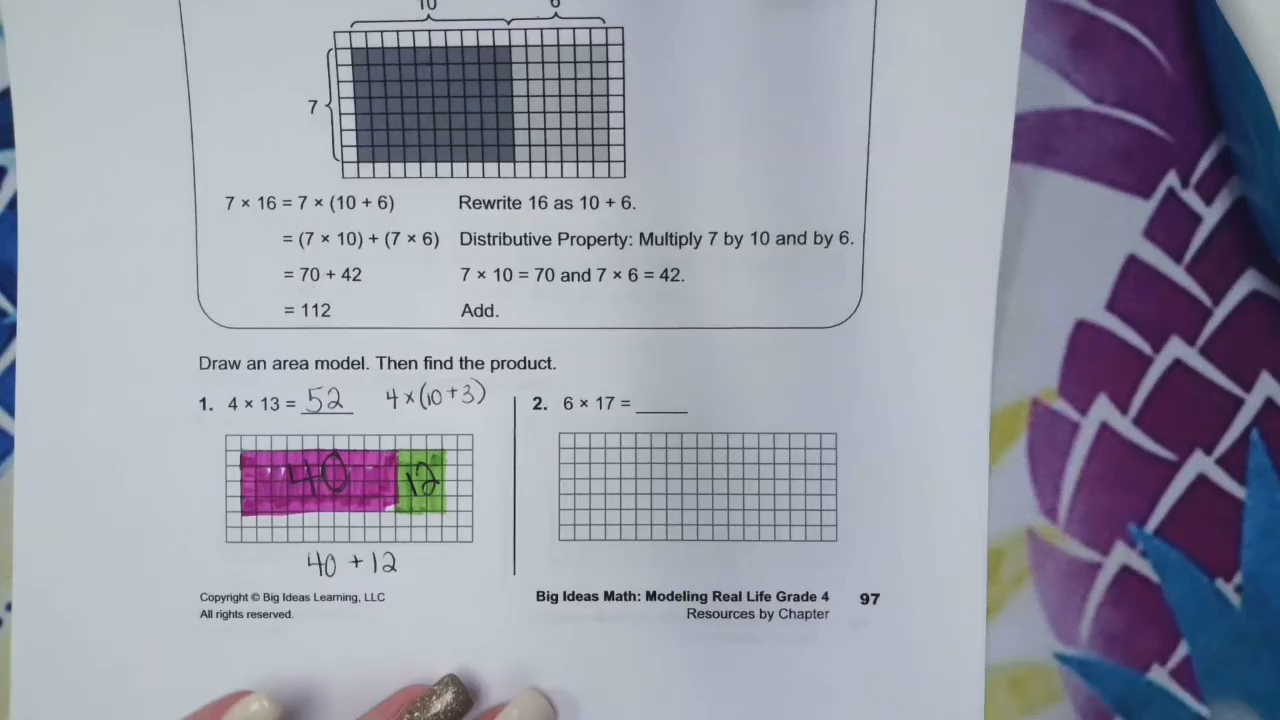 10 6
7
7 × 16 = 7 × (10 + 6) Rewrite 16 as 10 + 6.
= (7 × 10) + (7 × 6) Distributive Property: Multiply 7 by 10 and by 6.
= 70 + 42 7 × 10 = 70 and 7 × 6 = 42.
= 112 Add.
Draw an area model. Then find the product.
1. 4 × 13 = 52 4 × (10 + 3)
40 12
40 + 12
2. 6 × 17 = ____
Copyright © Big Ideas Learning, LLC
All rights reserved.
Big Ideas Math: Modeling Real Life Grade 4 97
Resources by Chapter